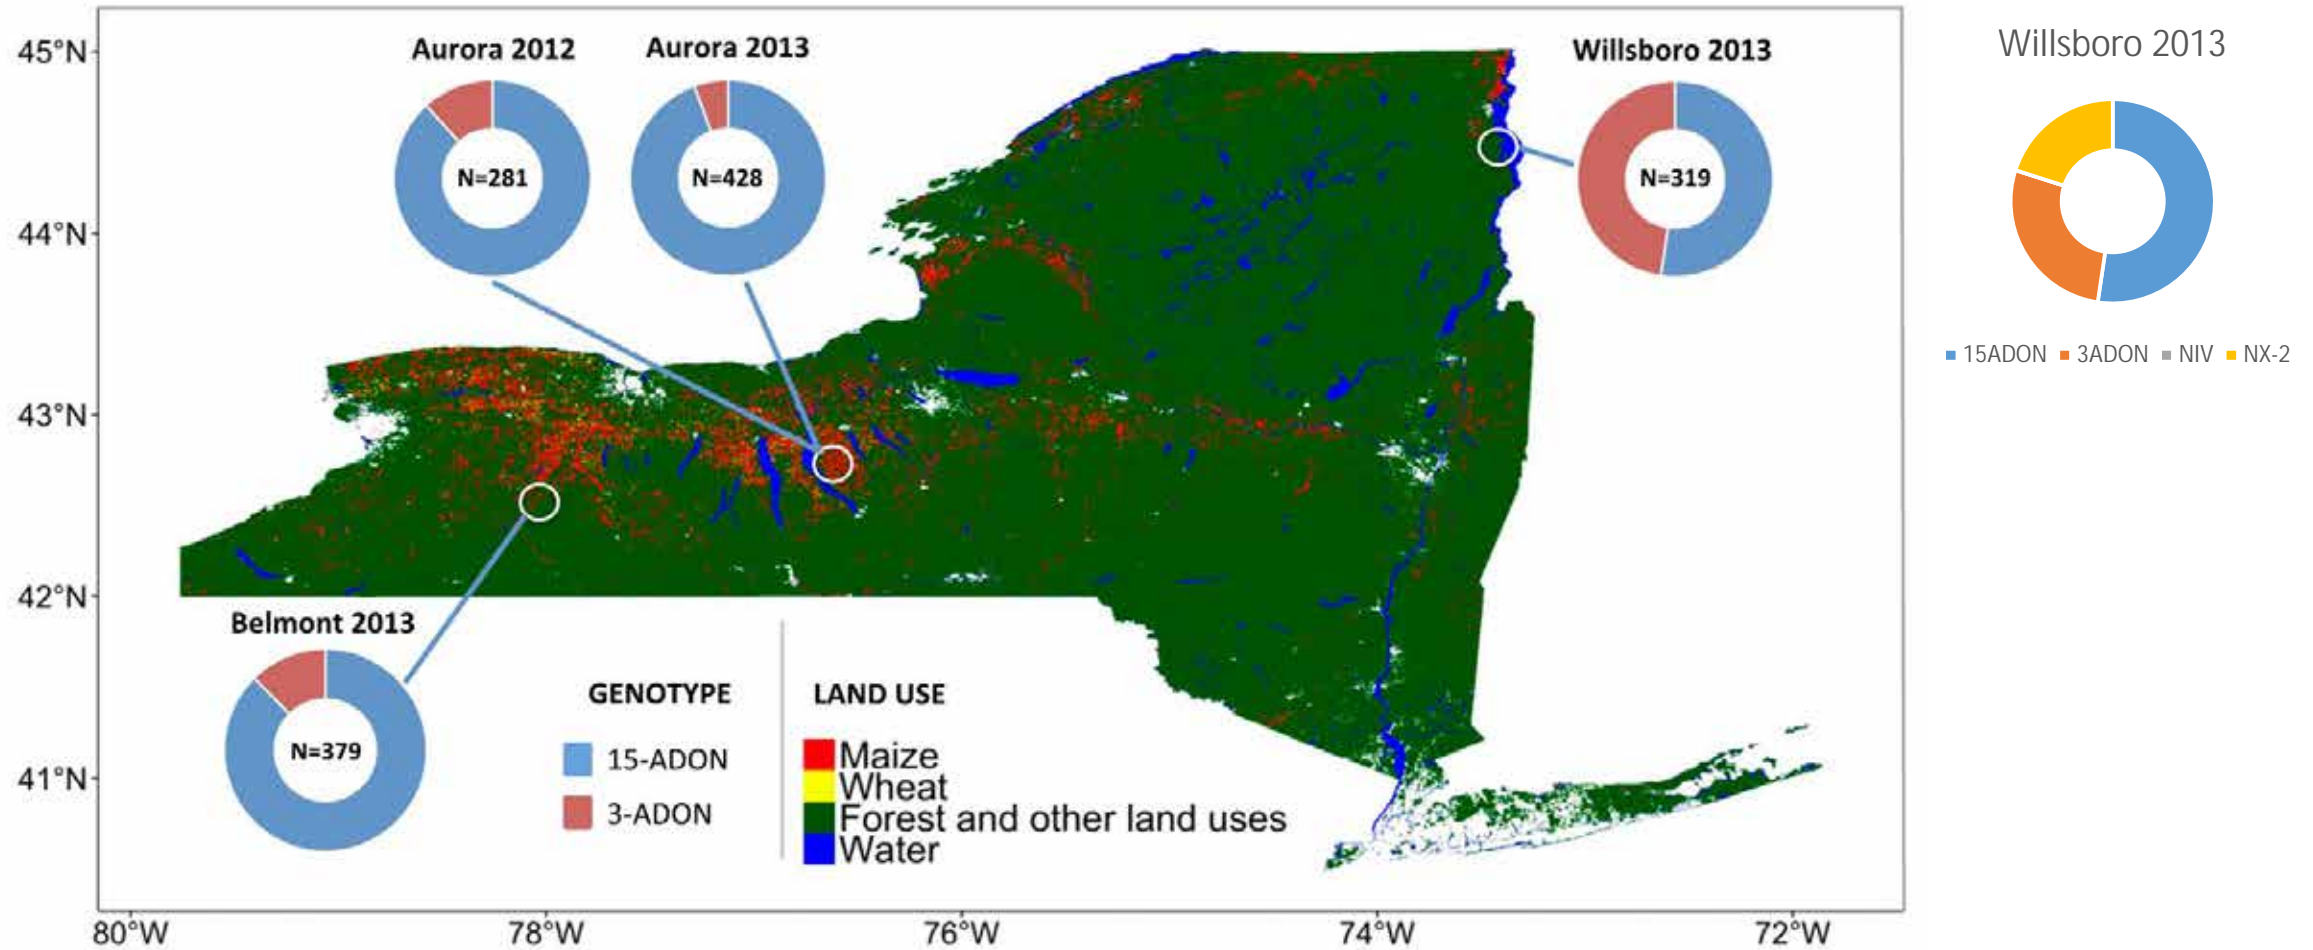 Aurora 2012
Aurora 2013
Willsboro 2013
Willsboro 2013
45°N
44°N
43°N
42°N
41°N
N=281
N=428
N=319
15ADON 3ADON NIV NX-2
Belmont 2013
N=379
GENOTYPE
15-ADON
3-ADON
LAND USE
Maize
Wheat
Forest and other land uses
Water
80°W 78°W 76°W 74°W 72°W